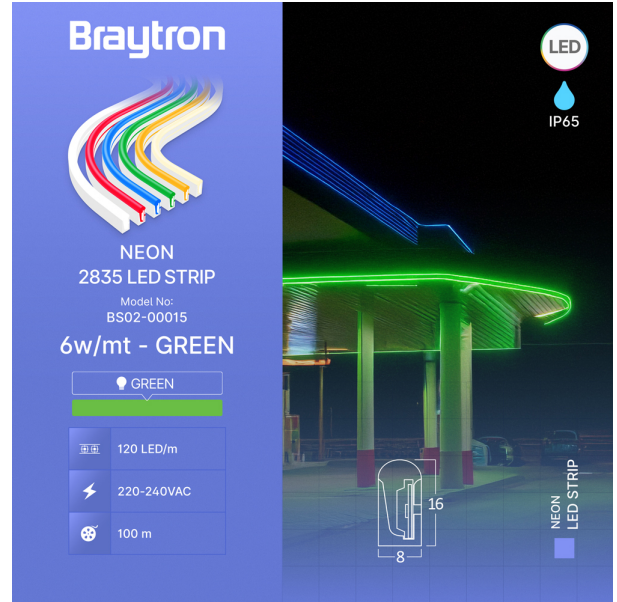 Braytron
NEON
2835 LED STRIP
Model No:
BS02-00015
6w/mt - GREEN
GREEN
120 LED/m
220-240VAC
100 m
LED
IP65
16
8
NEON
LED STRIP